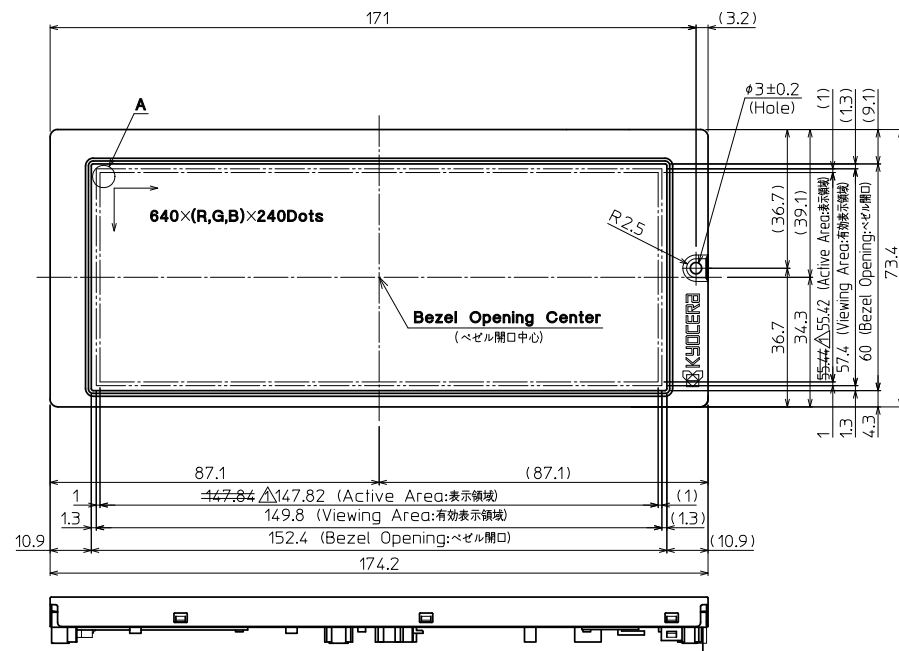 171
(3.2)
A
ø3±0.2
(Hole)
(1)
(1.3)
(9.1)
640×(R,G,B)×240Dots
R2.5
(36.7)
(39.1)
Bezel Opening Center
(ベゼル開口中心)
KYOCERA
36.7
34.3
55.44 ⚠55.42 (Active Area:表示領域)
57.4 (Viewing Area:有効表示領域)
60 (Bezel Opening:ベゼル開口)
73.4
1
1.3
4.3
87.1
(87.1)
1
147.84 ⚠147.82 (Active Area:表示領域)
(1)
1.3
149.8 (Viewing Area:有効表示領域)
(1.3)
10.9
152.4 (Bezel Opening:ベゼル開口)
(10.9)
174.2